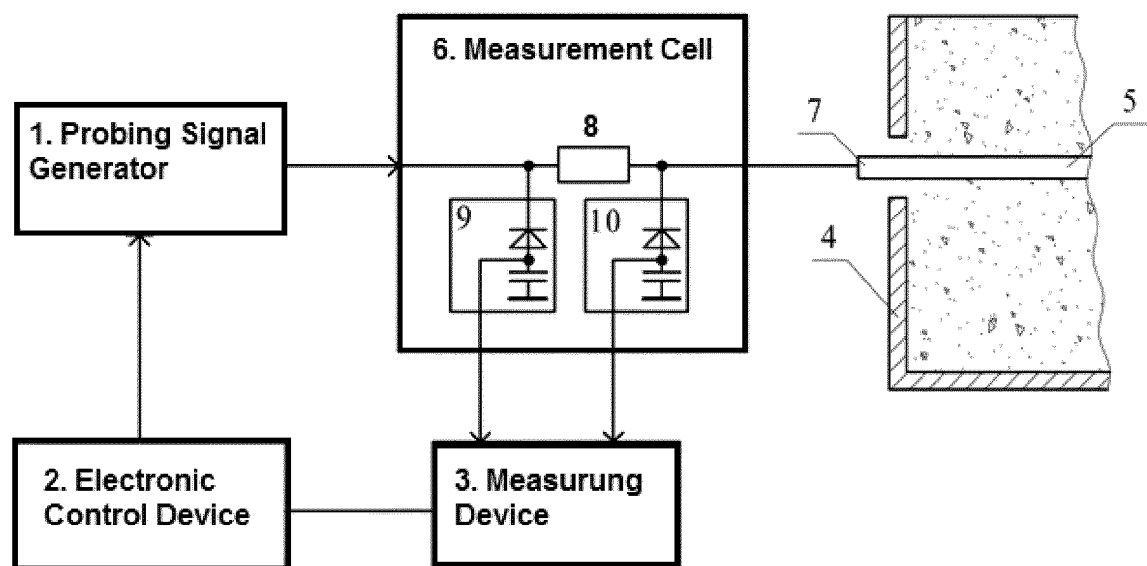 6. Measurement Cell
1. Probing Signal
Generator
8
7
5
9
10
4
2. Electronic
Control Device
3. Measurung
Device